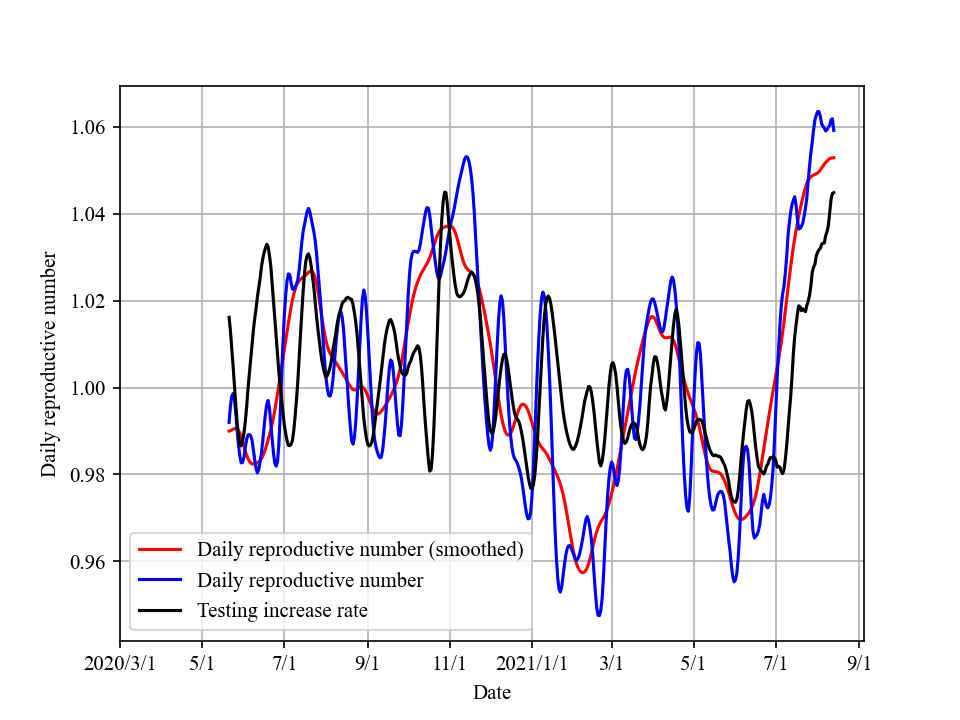 Daily reproductive number
1.06
1.04
1.02
1.00
0.98
0.96
Daily reproductive number (smoothed)
Daily reproductive number
Testing increase rate
2020/3/1 5/1 7/1 9/1 11/1 2021/1/1 3/1 5/1 7/1 9/1
Date